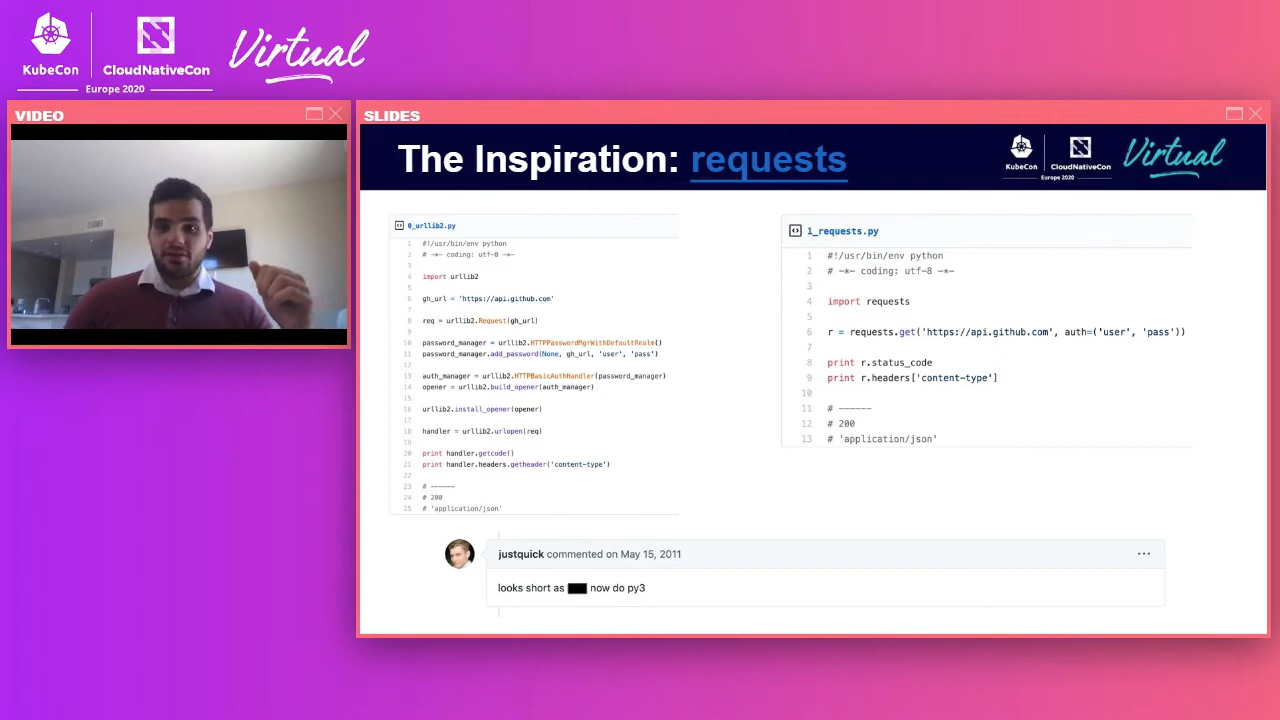 KubeCon
CloudNativeCon
Virtual
Europe 2020
VIDEO
SLIDES
The Inspiration: requests
KubeCon
CloudNativeCon
Virtual
Europe 2020
0_urllib2.py
1 #!/usr/bin/env python
2 # -*- coding: utf-8 -*-
3
4 import urllib2
5
6 gh_url = 'https://api.github.com'
7
8 req = urllib2.Request(gh_url)
9
10 password_manager = urllib2.HTTPPasswordMgrWithDefaultRealm()
11 password_manager.add_password(None, gh_url, 'user', 'pass')
12
13 auth_manager = urllib2.HTTPBasicAuthHandler(password_manager)
14 opener = urllib2.build_opener(auth_manager)
15
16 urllib2.install_opener(opener)
17
18 handler = urllib2.urlopen(req)
19
20 print handler.getcode()
21 print handler.headers.getheader('content-type')
22
23 # ------
24 # 200
25 # 'application/json'
1_requests.py
1 #!/usr/bin/env python
2 # -*- coding: utf-8 -*-
3
4 import requests
5
6 r = requests.get('https://api.github.com', auth=('user', 'pass'))
7
8 print r.status_code
9 print r.headers['content-type']
10
11 # ------
12 # 200
13 # 'application/json'
justquick commented on May 15, 2011
looks short as now do py3